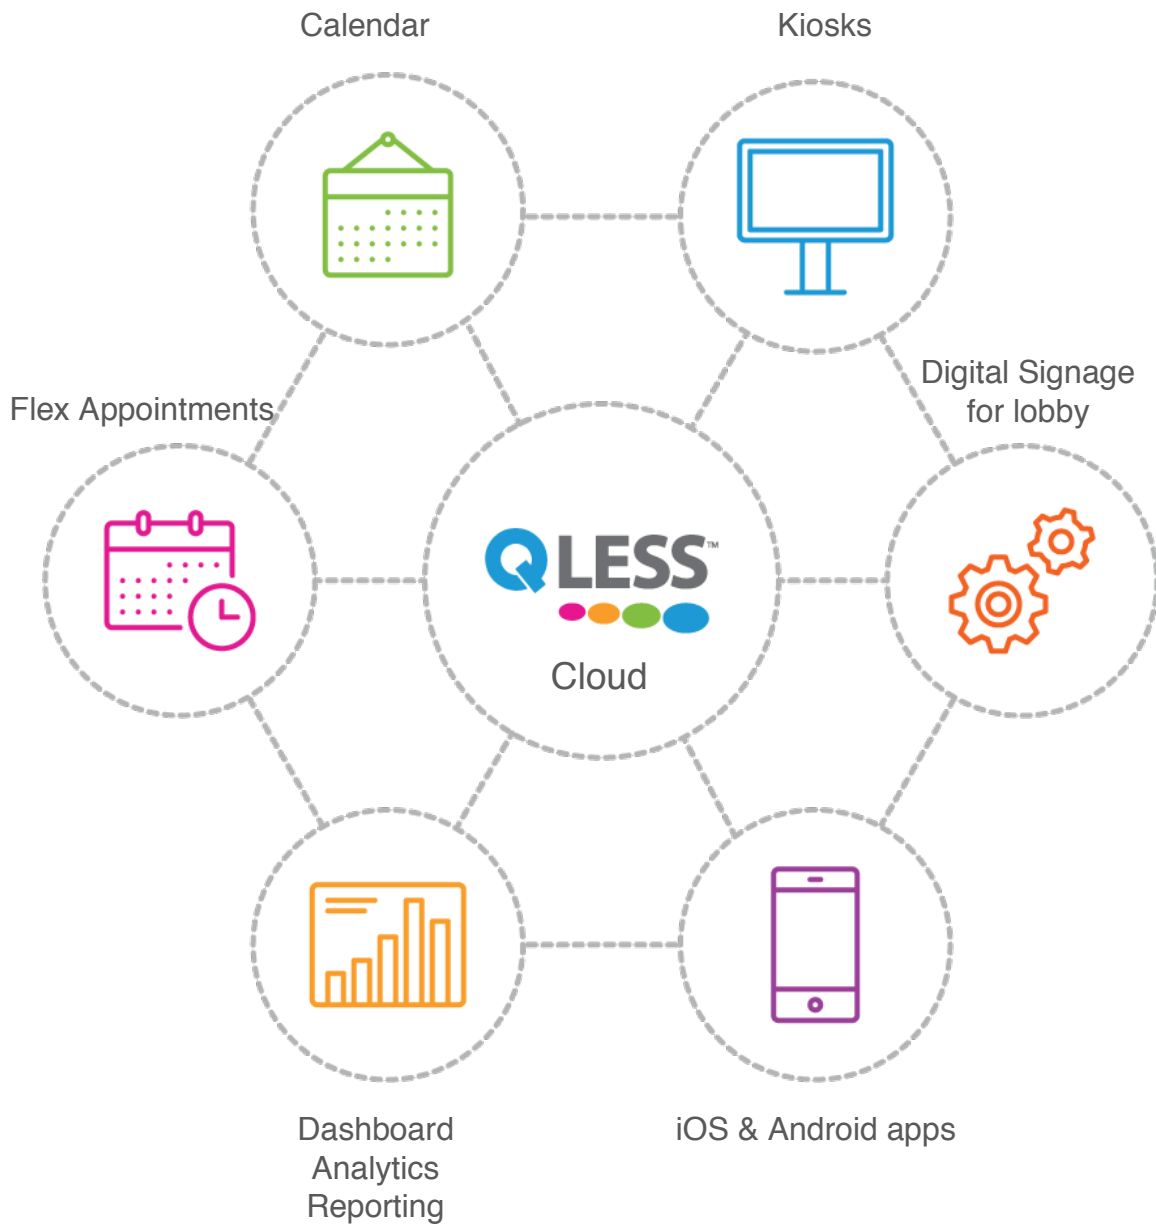 Calendar
Kiosks
Digital Signage
for lobby
Flex Appointments
QLESS™
Cloud
Dashboard
Analytics
Reporting
iOS & Android apps